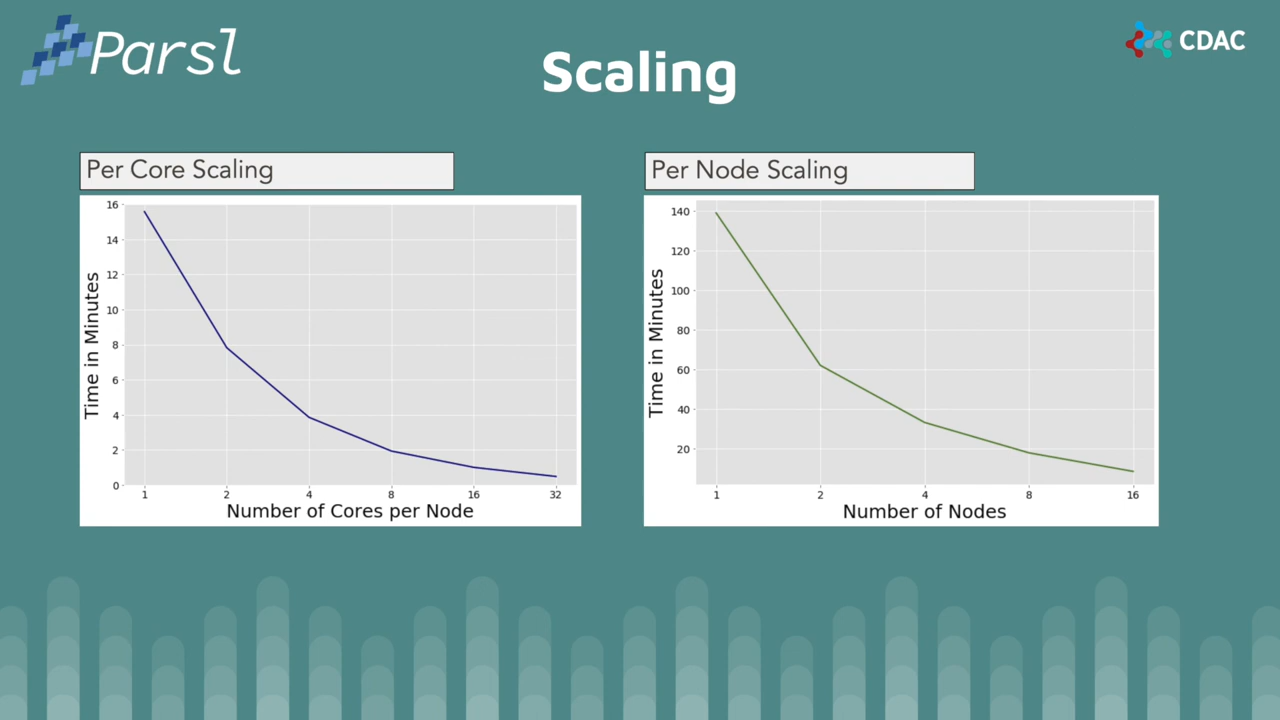 Parsl
Scaling
CDAC
Per Core Scaling
16
14
12
10
8
6
4
2
0
Time in Minutes
1 2 4 8 16 32
Number of Cores per Node
Per Node Scaling
140
120
100
80
60
40
20
Time in Minutes
1 2 4 8 16
Number of Nodes